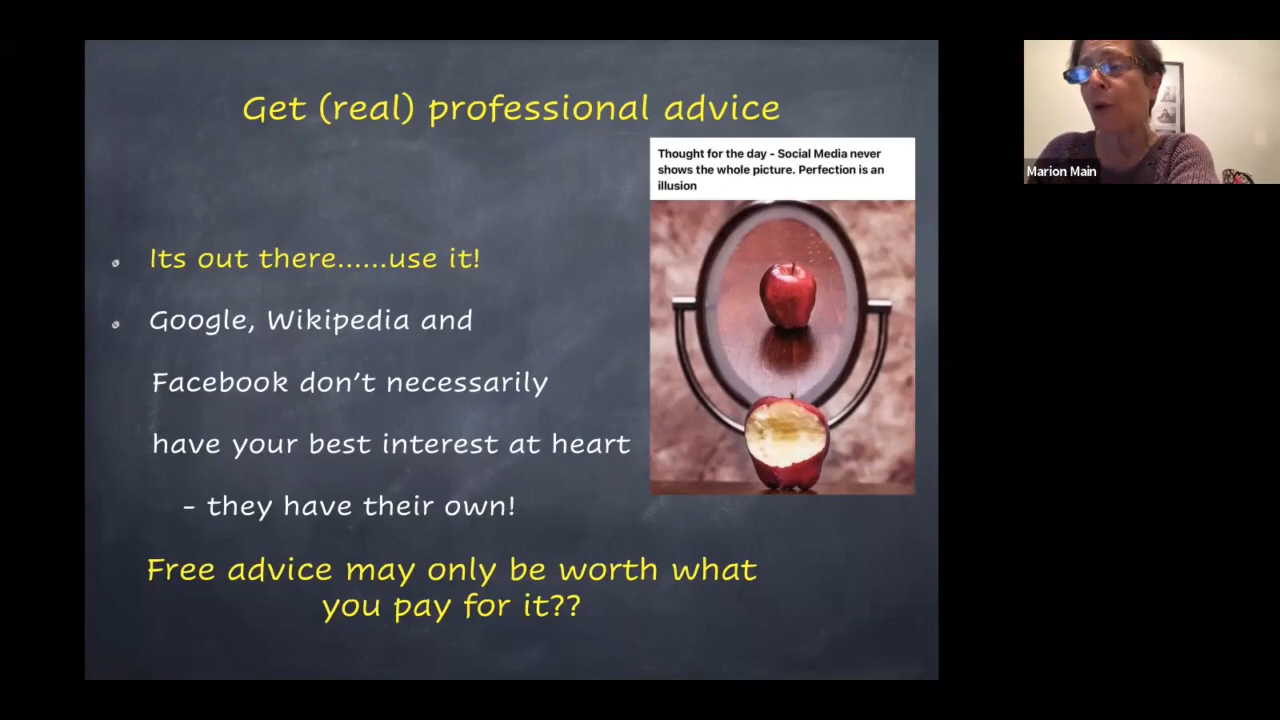 Get (real) professional advice
Thought for the day - Social Media never
shows the whole picture. Perfection is an
illusion
Its out there......use it!
Google, Wikipedia and
Facebook don't necessarily
have your best interest at heart
- they have their own!
Free advice may only be worth what
you pay for it??
Marion Main